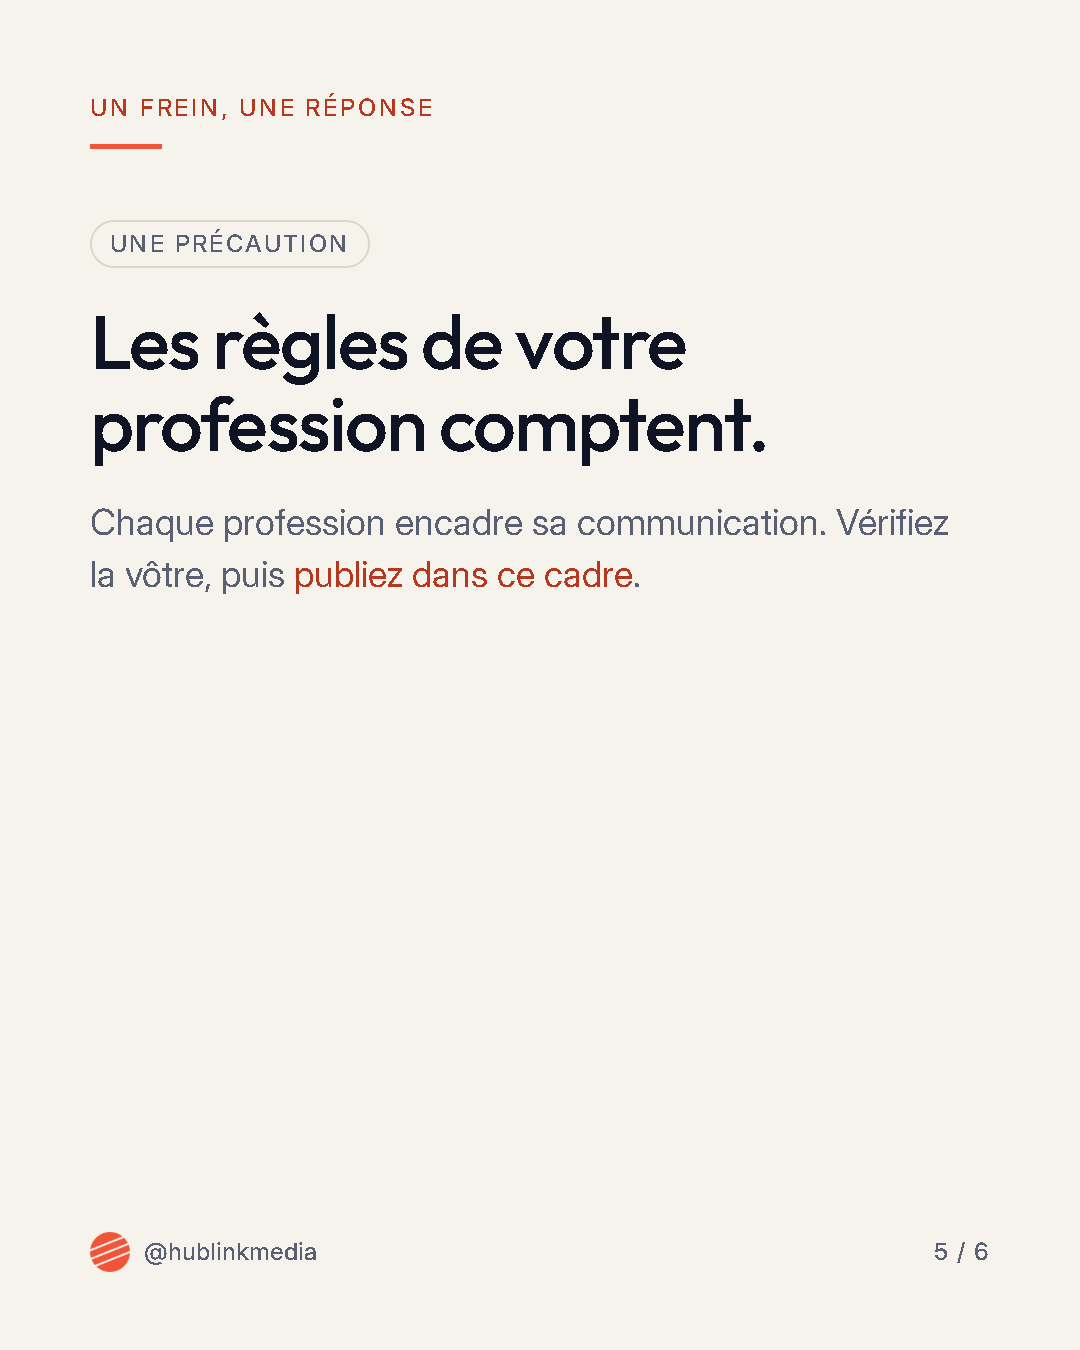 UN FREIN, UNE RÉPONSE
UNE PRÉCAUTION
Les règles de votre
profession comptent.
Chaque profession encadre sa communication. Vérifiez
la vôtre, puis publiez dans ce cadre.
@hublinkmedia
5 / 6